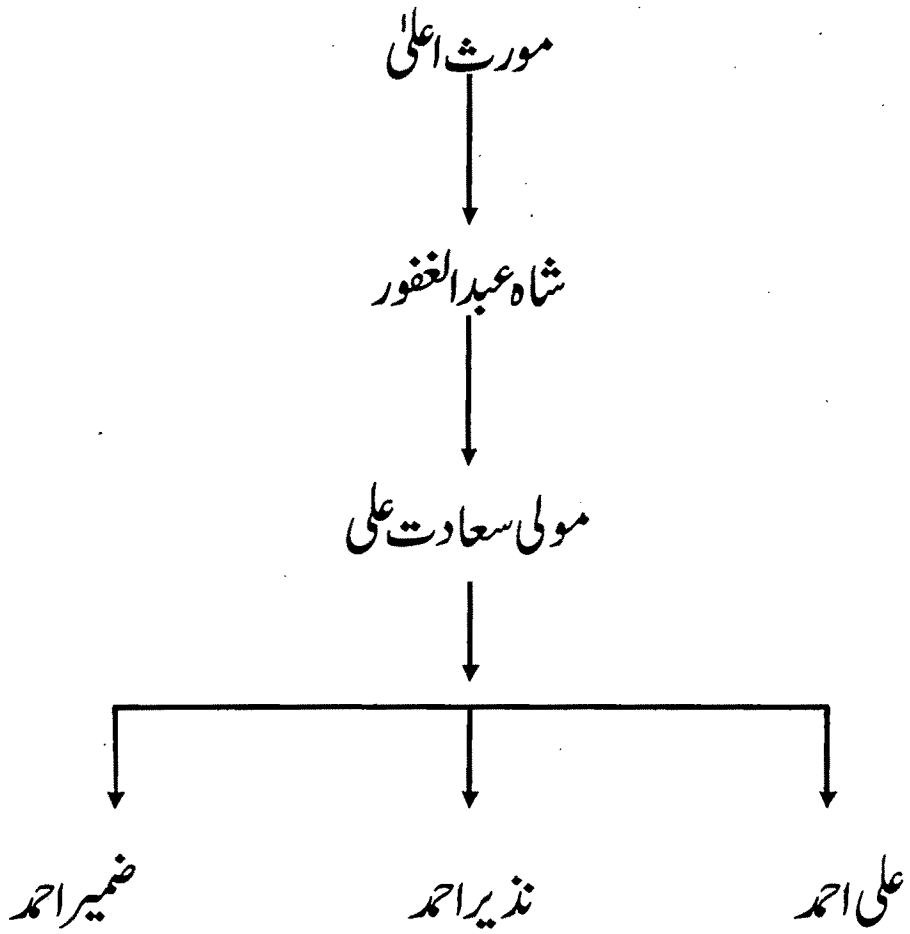 مورث اعلیٰ
شاہ عبدالغفور
مولی سعادت علی
علی احمد
نذیر احمد
ضمیر احمد